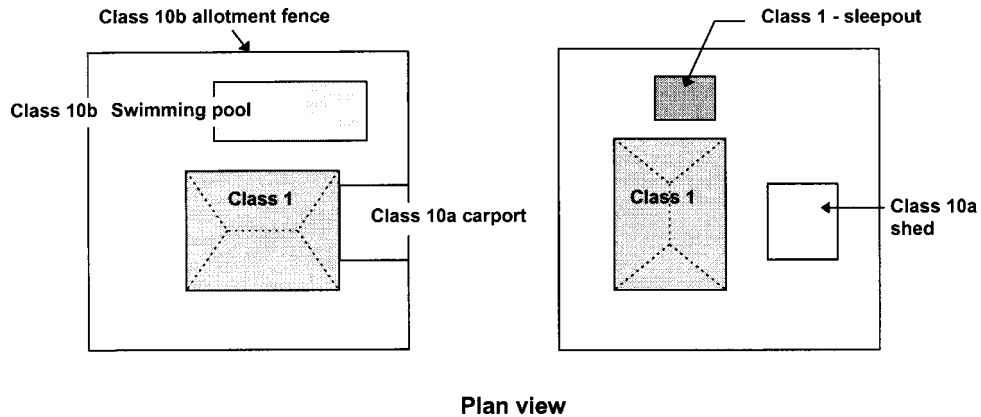 Class 10b allotment fence
Class 10b Swimming pool
Class 1
Class 10a carport
Class 1 - sleepout
Class 1
Class 10a
shed
Plan view